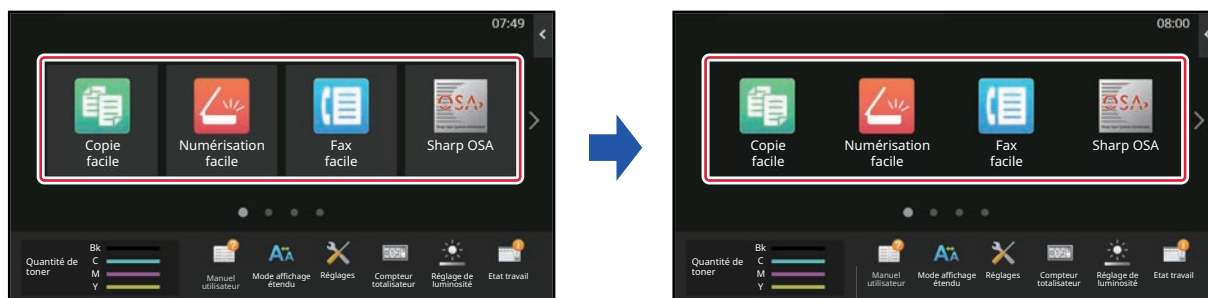 07:49
Copie
facile
Numérisation
facile
Fax
facile
OSA
Sharp OSA
Quantité de
toner
Bk
C
M
Y
Manuel
utilisateur
Mode affichage
étendu
Réglages
Compteur
totalisateur
Réglage de
luminosité
Etat travail
08:00
Copie
facile
Numérisation
facile
Fax
facile
OSA
Sharp OSA
Quantité de
toner
Bk
C
M
Y
Manuel
utilisateur
Mode affichage
étendu
Réglages
Compteur
totalisateur
Réglage de
luminosité
Etat travail